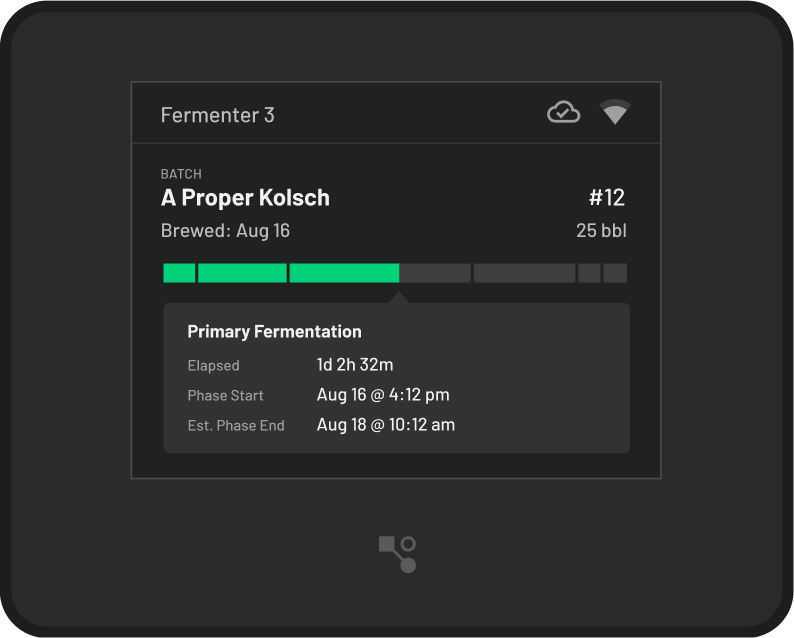 Fermenter 3
BATCH
A Proper Kolsch #12
Brewed: Aug 16 25 bbl
Primary Fermentation
Elapsed 1d 2h 32m
Phase Start Aug 16 @ 4:12 pm
Est. Phase End Aug 18 @ 10:12 am